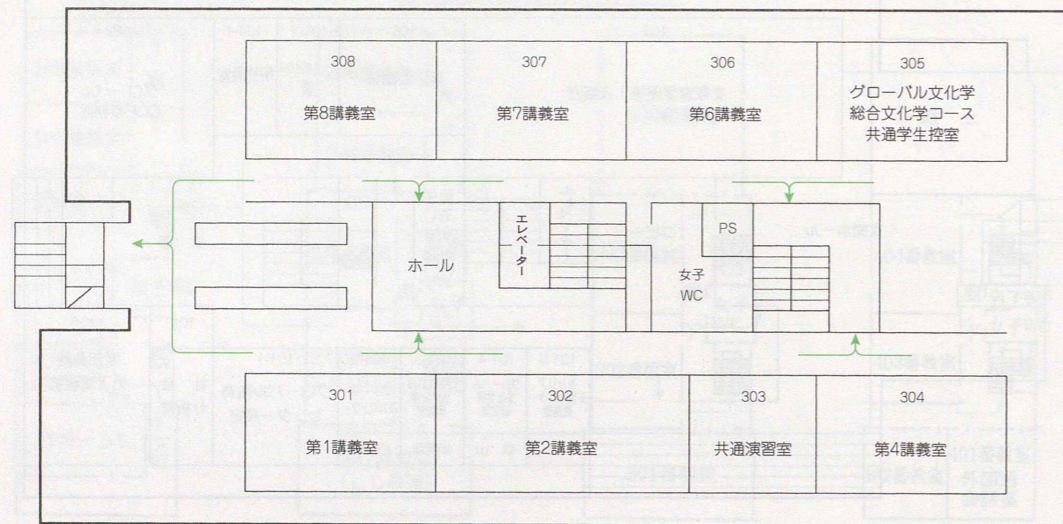 308
第8講義室
307
第7講義室
306
第6講義室
305
グローバル文化学
総合文化学コース
共通学生控室
エレベーター
ホール
PS
女子
WC
301
第1講義室
302
第2講義室
303
共通演習室
304
第4講義室